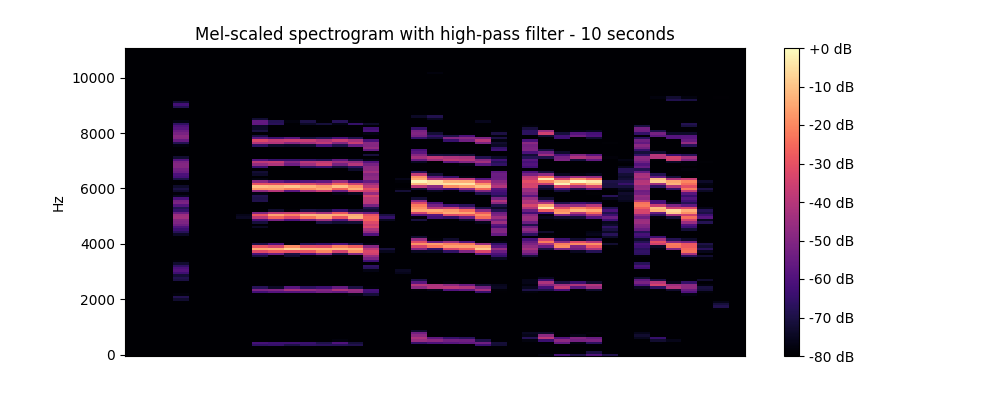 Mel-scaled spectrogram with high-pass filter - 10 seconds
Hz
10000
8000
6000
4000
2000
0
+0 dB
-10 dB
-20 dB
-30 dB
-40 dB
-50 dB
-60 dB
-70 dB
-80 dB